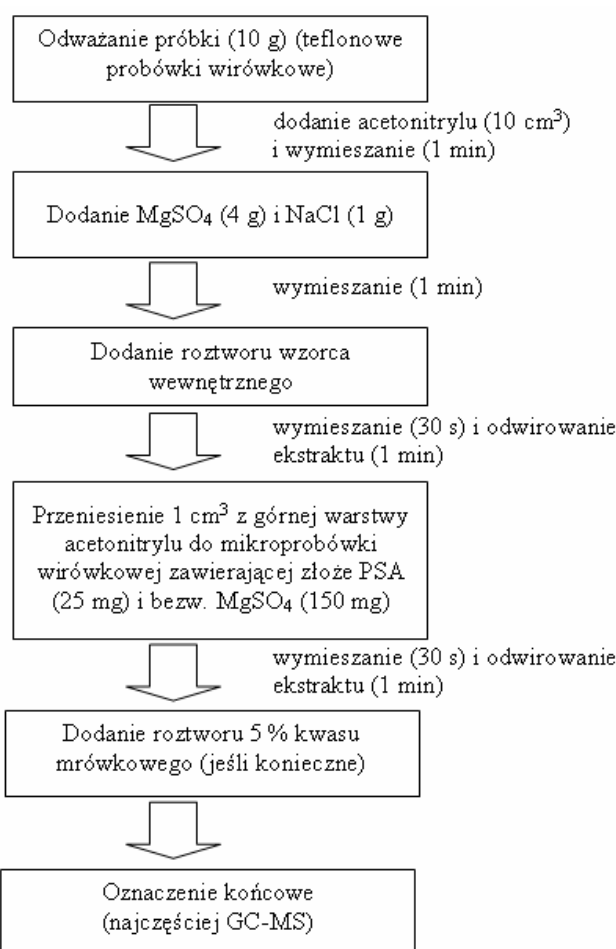 Odważanie próbki (10 g) (teflonowe
probówki wirówkowe)
dodanie acetonitrylu (10 cm³)
i wymieszanie (1 min)
Dodanie MgSO₄ (4 g) i NaCl (1 g)
wymieszanie (1 min)
Dodanie roztworu wzorca
wewnętrznego
wymieszanie (30 s) i odwirowanie
ekstraktu (1 min)
Przeniesienie 1 cm³ z górnej warstwy
acetonitrylu do mikroprobówki
wirówkowej zawierającej złoże PSA
(25 mg) i bezw. MgSO₄ (150 mg)
wymieszanie (30 s) i odwirowanie
ekstraktu (1 min)
Dodanie roztworu 5 % kwasu
mrówkowego (jeśli konieczne)
Oznaczenie końcowe
(najczęściej GC-MS)